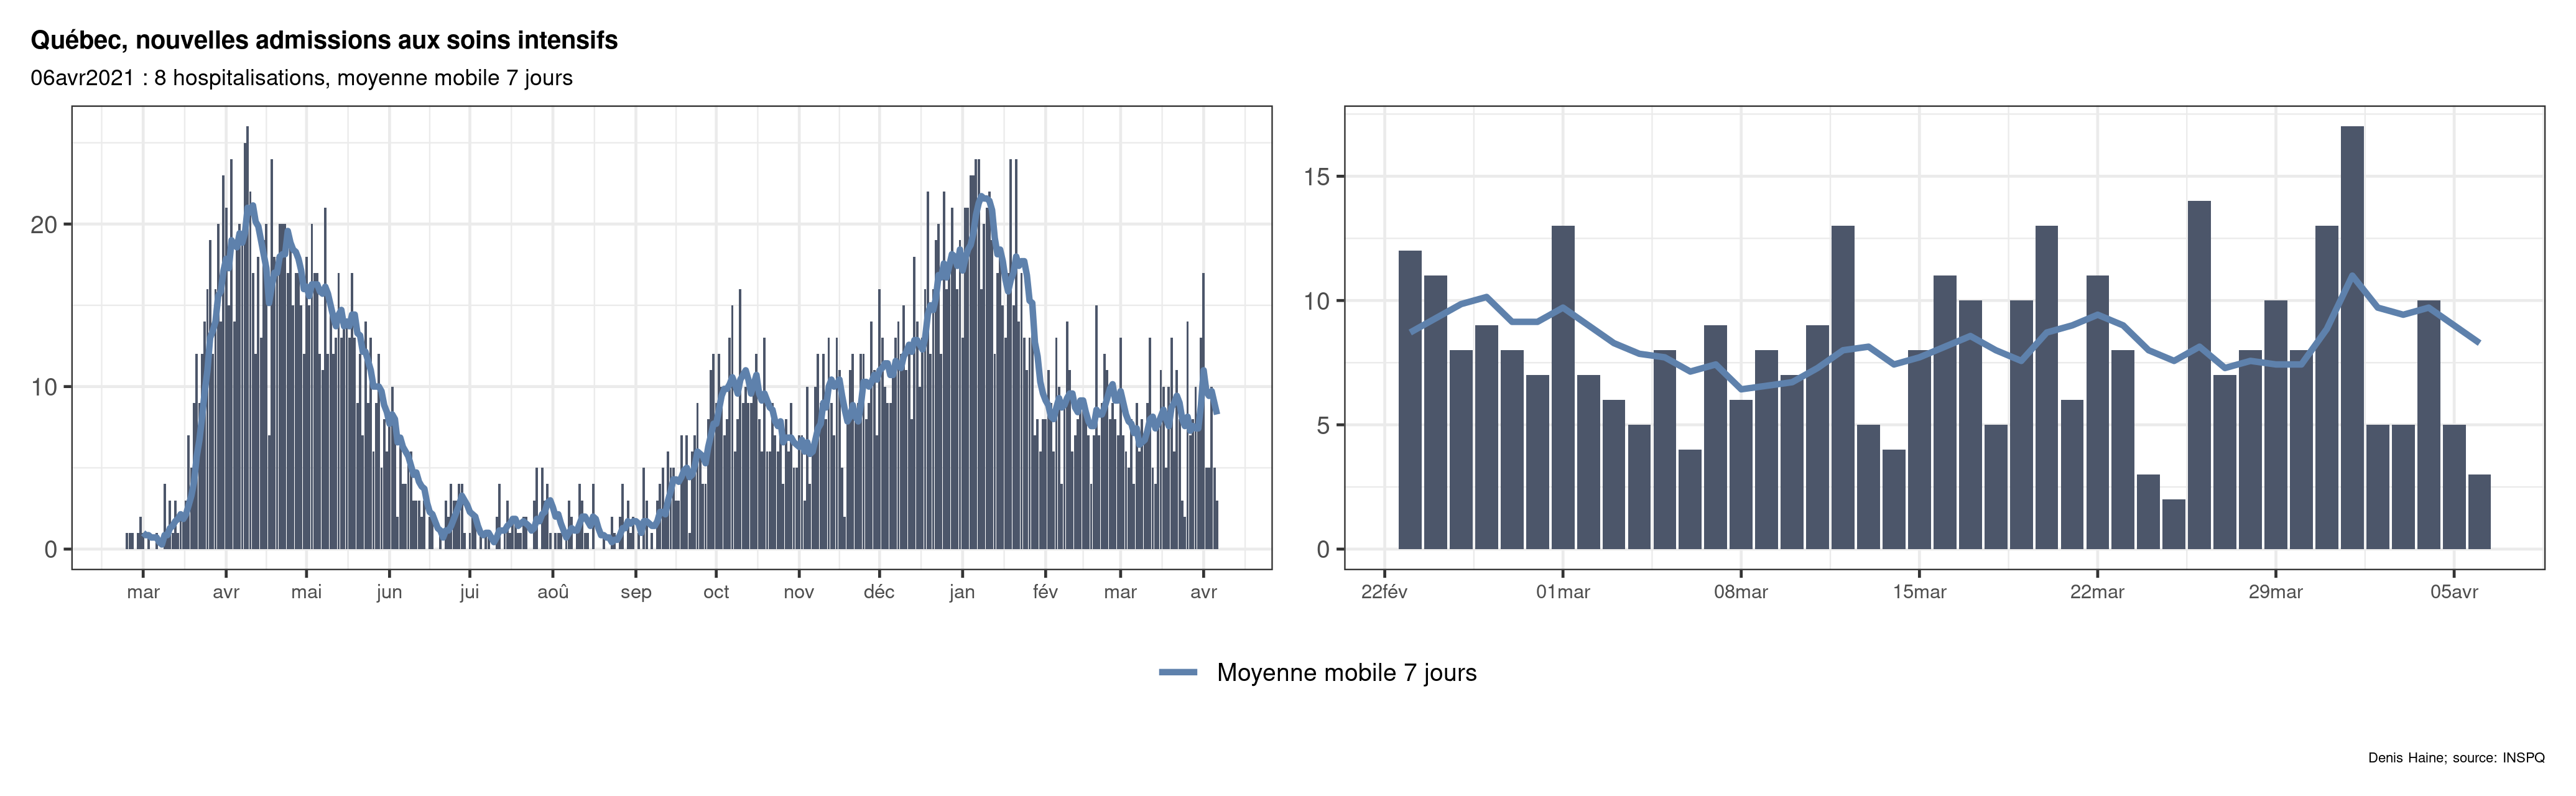 Québec, nouvelles admissions aux soins intensifs
06avr2021 : 8 hospitalisations, moyenne mobile 7 jours
20
10
0
mar avr mai jun jui aoû sep oct nov déc jan fév mar avr
15
10
5
0
22fév 01mar 08mar 15mar 22mar 29mar 05avr
Moyenne mobile 7 jours
Denis Haine; source: INSPQ